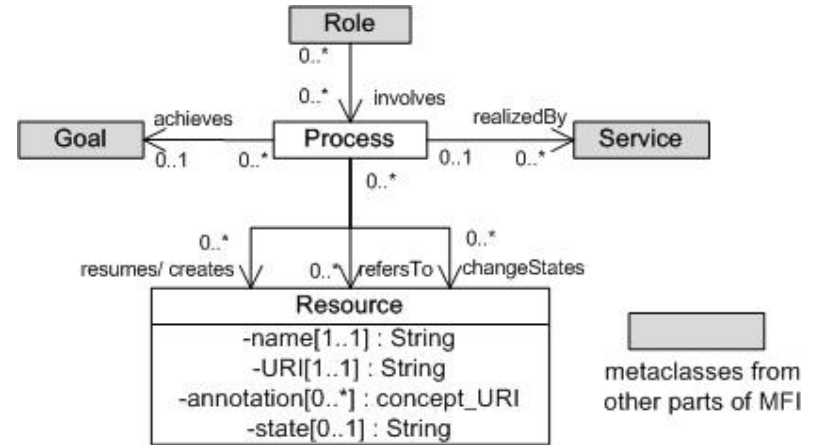 Role
0..*
0..* involves
achieves
realizedBy
Goal
Process
Service
0..1
0..*
0..1
0..*
0..*
0..*
0..*
resumes/ creates
0..*
refersTo
changeStates
Resource
-name[1..1] : String
-URI[1..1] : String
-annotation[0..*] : concept_URI
-state[0..1] : String
metaclasses from
other parts of MFI